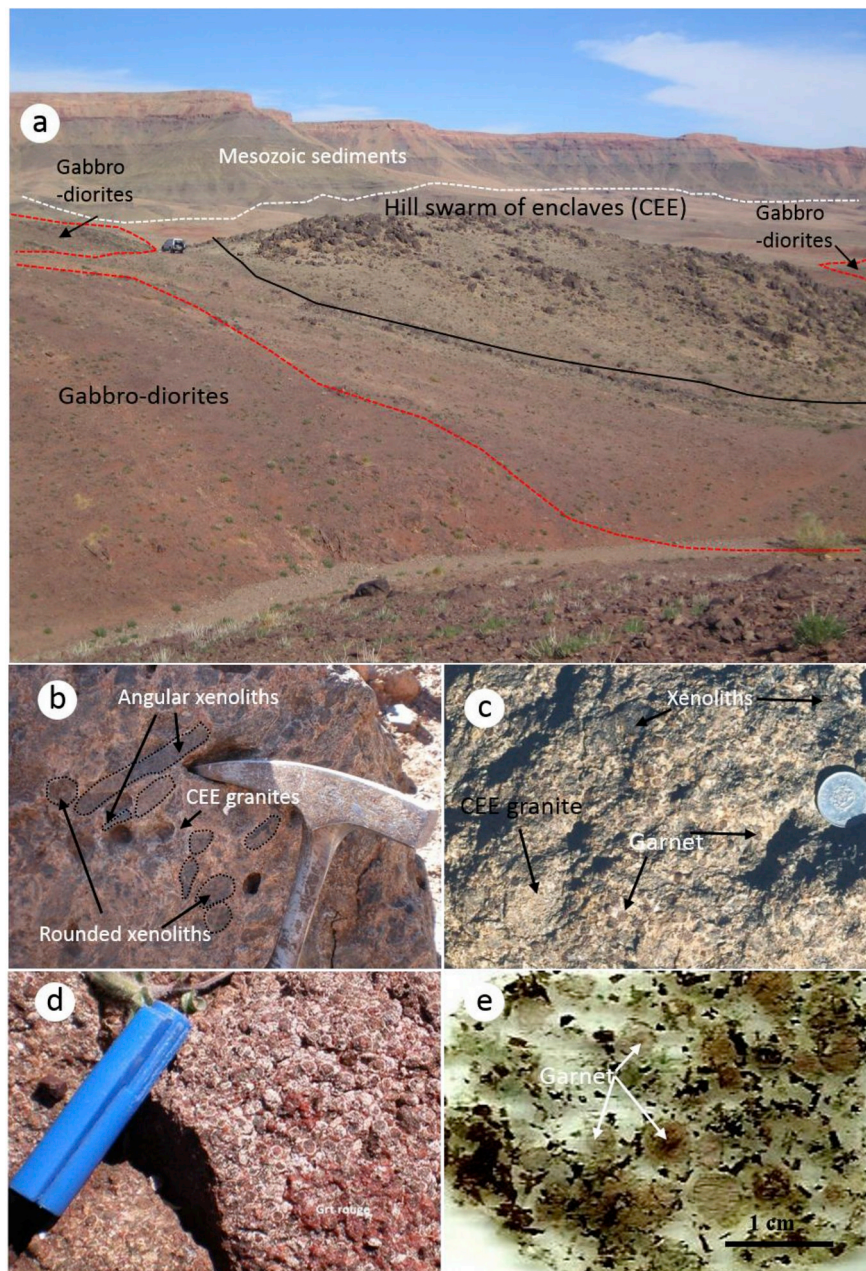 a
Mesozoic sediments
Gabbro
-diorites
Hill swarm of enclaves (CEE)
Gabbro
-diorites
Gabbro-diorites
b
Angular xenoliths
CEE granites
Rounded xenoliths
c
Xenoliths
CEE granite
Garnet
d
Grt rouge
e
Garnet
1 cm